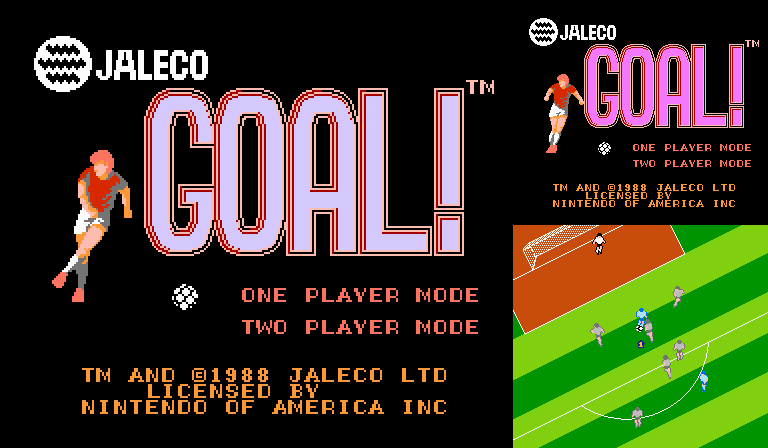 JALECO
GOAL!™
ONE PLAYER MODE
TWO PLAYER MODE
TM AND ©1988 JALECO LTD
LICENSED BY
NINTENDO OF AMERICA INC
JALECO
GOAL!™
ONE PLAYER MODE
TWO PLAYER MODE
TM AND ©1988 JALECO LTD
LICENSED BY
NINTENDO OF AMERICA INC